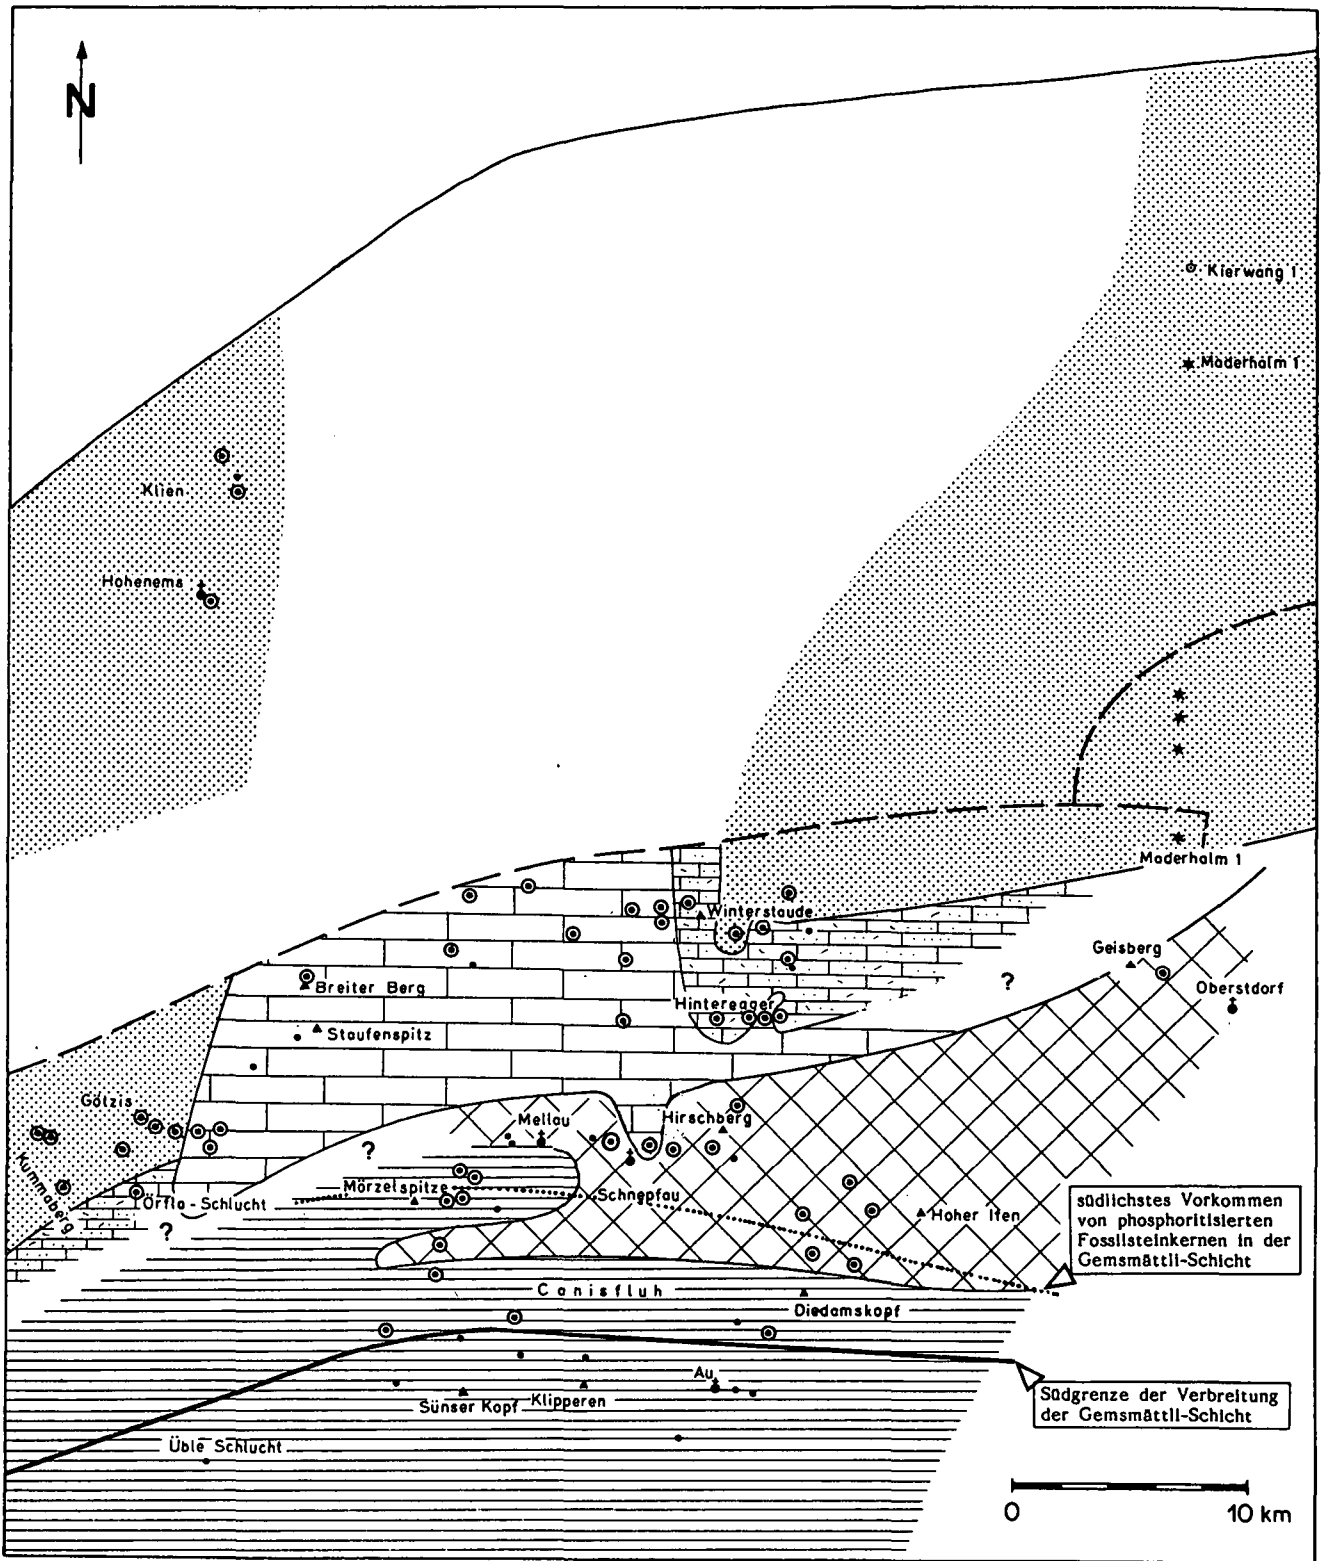 N
Kierwang 1
Maderhalm 1
Klien
Hohenems
Maderhalm 1
Winterstaude
Geisberg
?
Oberstdorf
Breiter Berg
Hinteregger
Staufenspitz
Götzis
Mellau
Hirschberg
?
Kummaberg
Mörzelspitze
Schnepfau
Örfla-Schlucht
Hoher Ifen
?
südlichstes Vorkommen
von phosphoritisierten
Fossilsteinkernen in der
Gemsmättli-Schicht
Canisfluh
Diedamskopf
Au
Sünser Kopf
Klipperen
Südgrenze der Verbreitung
der Gemsmättli-Schicht
Üble Schlucht
0
10 km